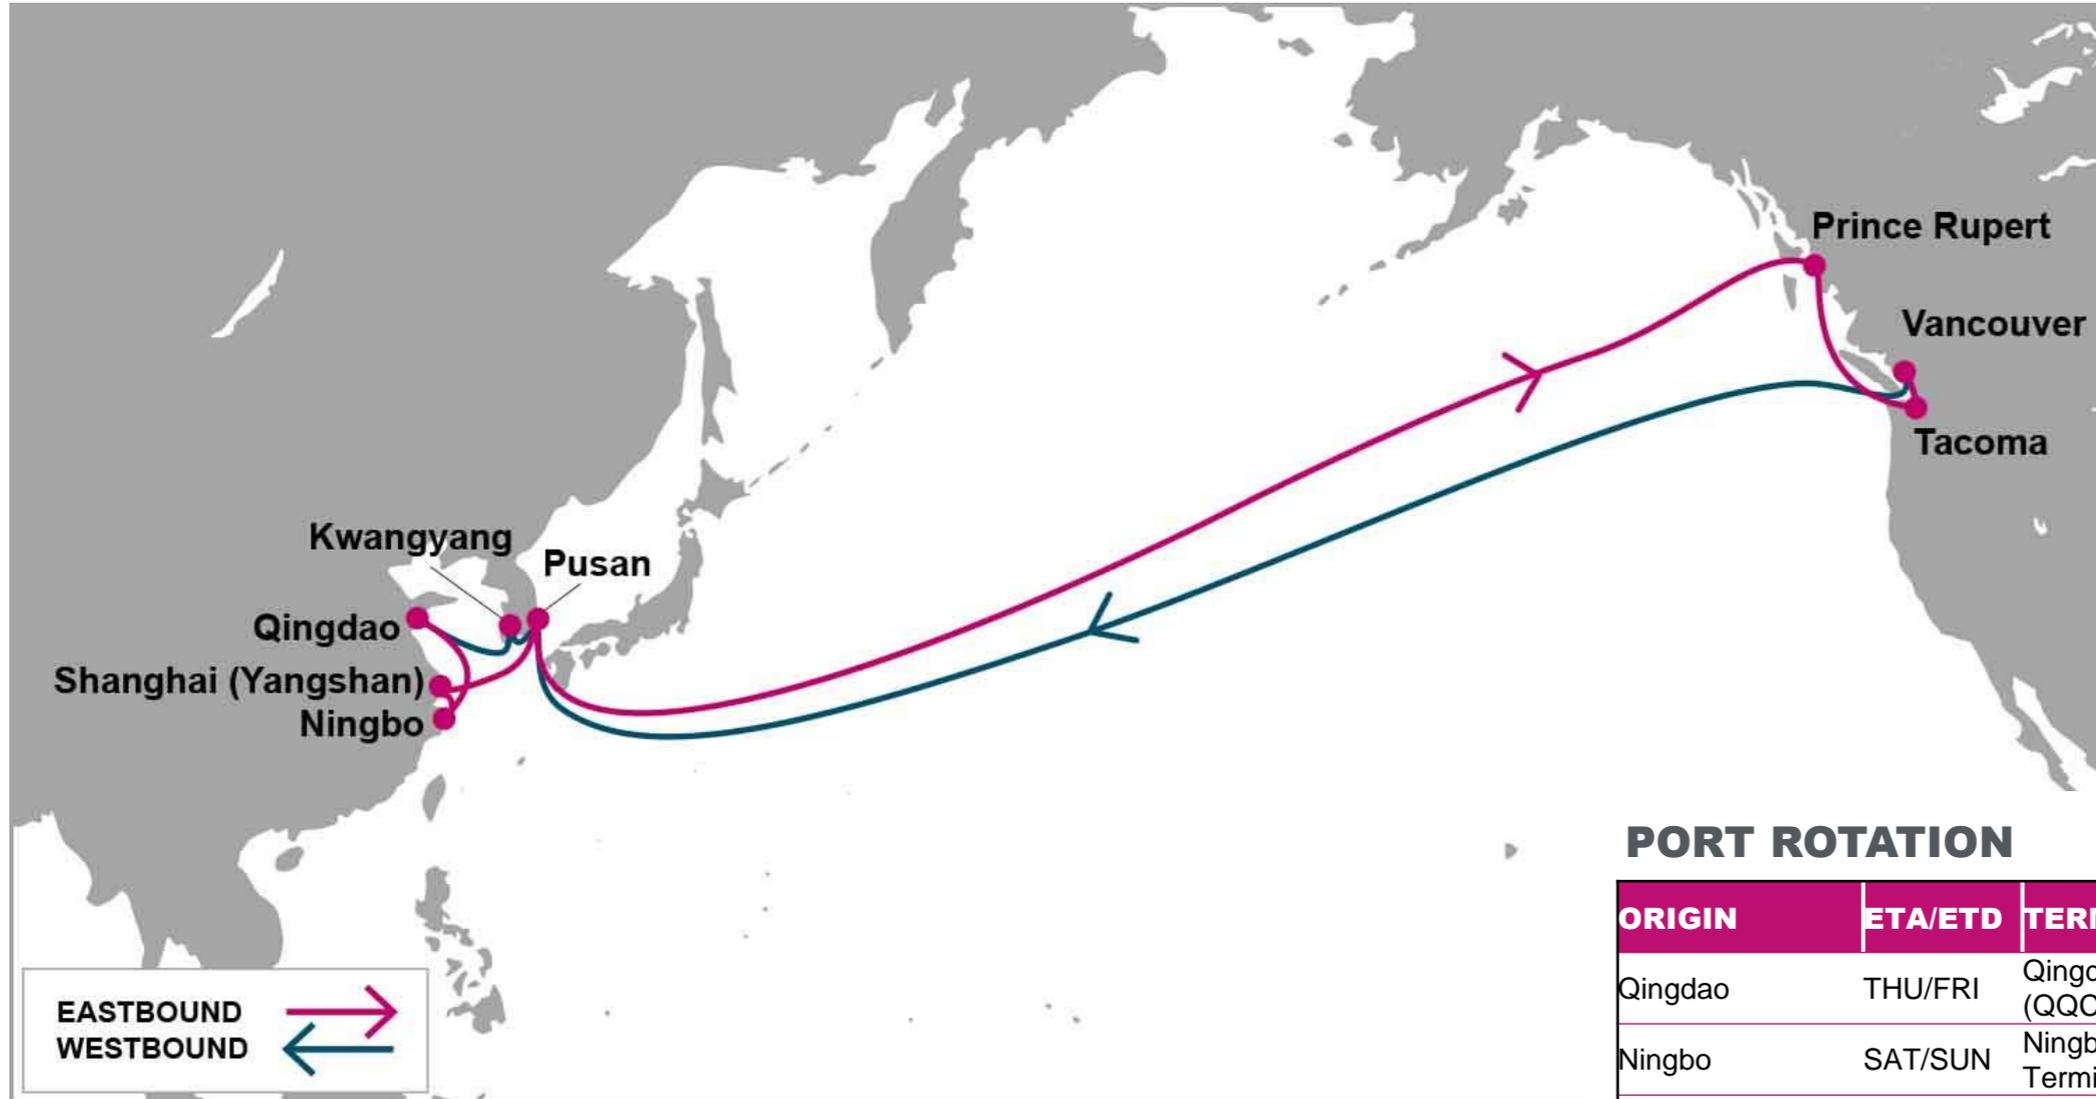 Prince Rupert
Vancouver
Tacoma
Kwangyang
Pusan
Qingdao
Shanghai (Yangshan)
Ningbo
EASTBOUND
WESTBOUND
PORT ROTATION
ORIGIN ETA/ETD
Qingdao THU/FRI
Ningbo SAT/SUN